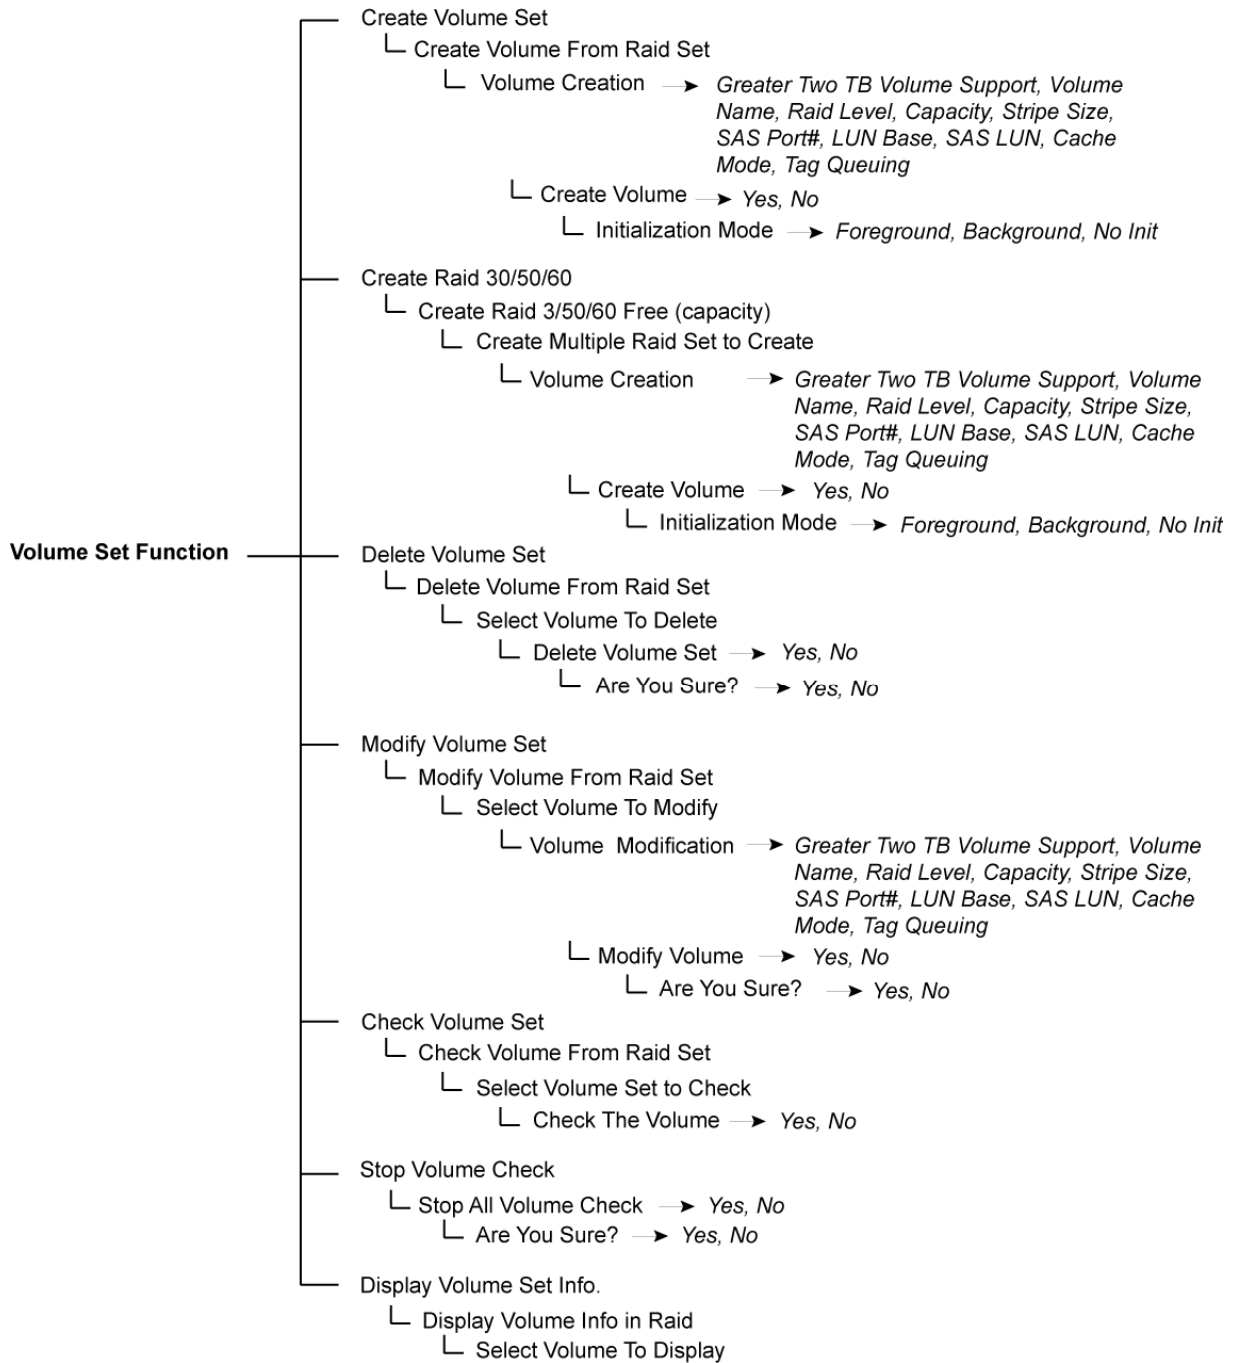 Create Volume Set
Create Volume From Raid Set
Volume Creation
Greater Two TB Volume Support, Volume
Name, Raid Level, Capacity, Stripe Size,
SAS Port#, LUN Base, SAS LUN, Cache
Mode, Tag Queuing
Create Volume
Yes, No
Initialization Mode
Foreground, Background, No Init
Create Raid 30/50/60
Create Raid 3/50/60 Free (capacity)
Create Multiple Raid Set to Create
Volume Creation
Greater Two TB Volume Support, Volume
Name, Raid Level, Capacity, Stripe Size,
SAS Port#, LUN Base, SAS LUN, Cache
Mode, Tag Queuing
Create Volume
Yes, No
Initialization Mode
Foreground, Background, No Init
Volume Set Function
Delete Volume Set
Delete Volume From Raid Set
Select Volume To Delete
Delete Volume Set
Yes, No
Are You Sure?
Yes, No
Modify Volume Set
Modify Volume From Raid Set
Select Volume To Modify
Volume Modification
Greater Two TB Volume Support, Volume
Name, Raid Level, Capacity, Stripe Size,
SAS Port#, LUN Base, SAS LUN, Cache
Mode, Tag Queuing
Modify Volume
Yes, No
Are You Sure?
Yes, No
Check Volume Set
Check Volume From Raid Set
Select Volume Set to Check
Check The Volume
Yes, No
Stop Volume Check
Stop All Volume Check
Yes, No
Are You Sure?
Yes, No
Display Volume Set Info.
Display Volume Info in Raid
Select Volume To Display